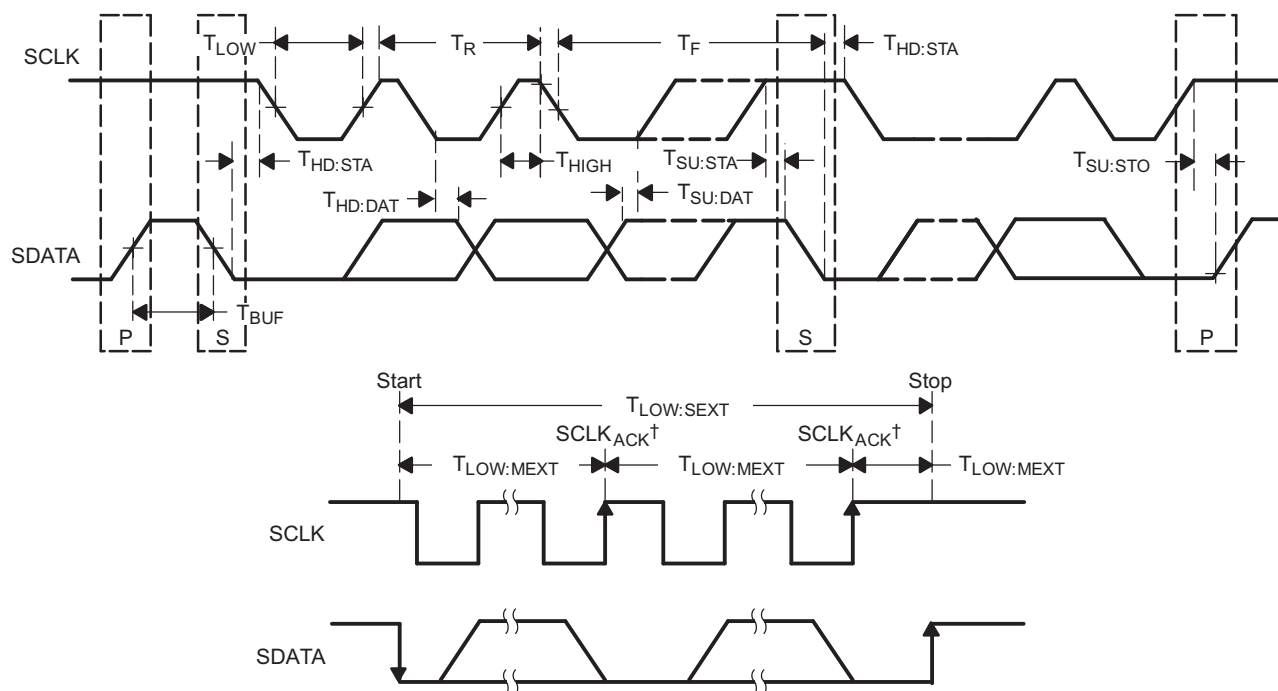 SCLK
TLOW
TR
TF
THD:STA
THD:STA
THIGH
TSU:STA
TSU:STO
THD:DAT
TSU:DAT
SDATA
TBUF
P
S
S
P
Start
Stop
TLOW:SEXT
SCLKACK†
SCLKACK†
TLOW:MEXT
TLOW:MEXT
TLOW:MEXT
SCLK
SDATA